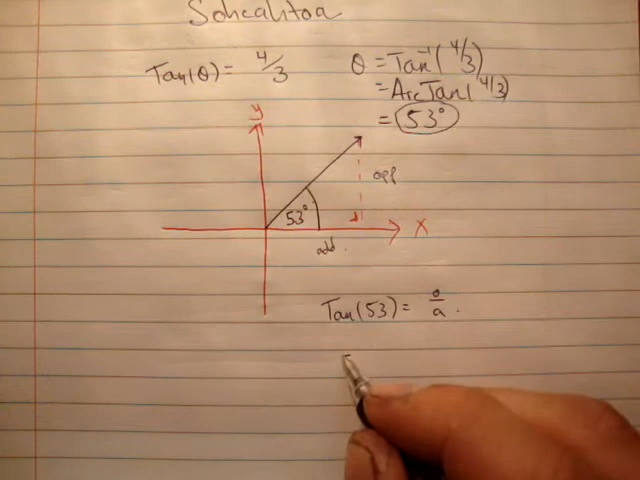 Sohcahtoa
Tan(θ) = 4/3
θ = Tan⁻¹(4/3)
= ArcTan(4/3)
= 53°
y
opp
53°
x
adj.
Tan(53) = o/a.